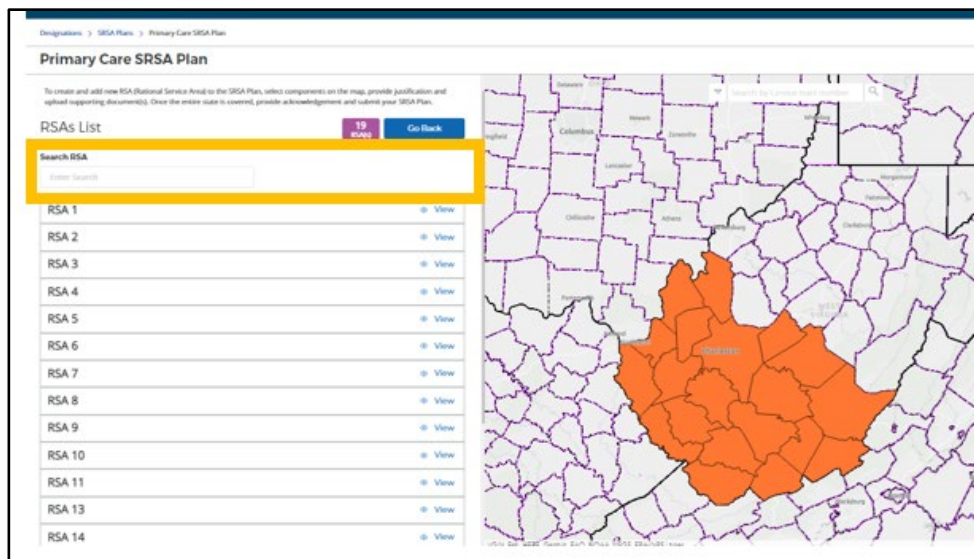 Designations > SRSA Plans > Primary Care SRSA Plan
Primary Care SRSA Plan
To create and add new RSA (Rational Service Area) to the SRSA Plan, select components on the map, provide justification and
upload supporting document(s). Once the entire state is covered, provide acknowledgement and submit your SRSA Plan.
RSAs List
19
RSA(s)
Go Back
Search RSA
Enter Search
RSA 1 View
RSA 2 View
RSA 3 View
RSA 4 View
RSA 5 View
RSA 6 View
RSA 7 View
RSA 8 View
RSA 9 View
RSA 10 View
RSA 11 View
RSA 13 View
RSA 14 View
Search by Census tract number
Delaware
Newark
Columbus
Zanesville
Lancaster
Chillicothe
Athens
Morgantown
Fairmont
Clarksburg
WEST
VIRGINIA
Charleston